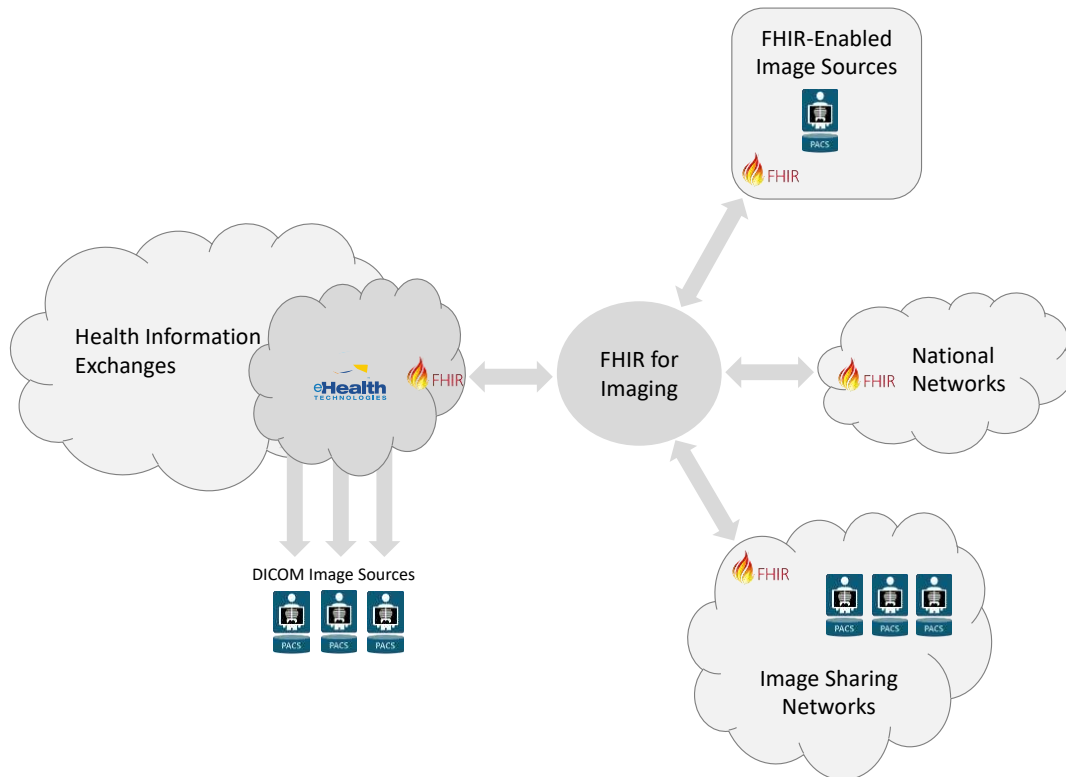 FHIR-Enabled
Image Sources
PACS
FHIR
Health Information
Exchanges
eHealth
TECHNOLOGIES
FHIR
FHIR for
Imaging
FHIR
National
Networks
DICOM Image Sources
PACS
PACS
PACS
FHIR
PACS
PACS
PACS
Image Sharing
Networks